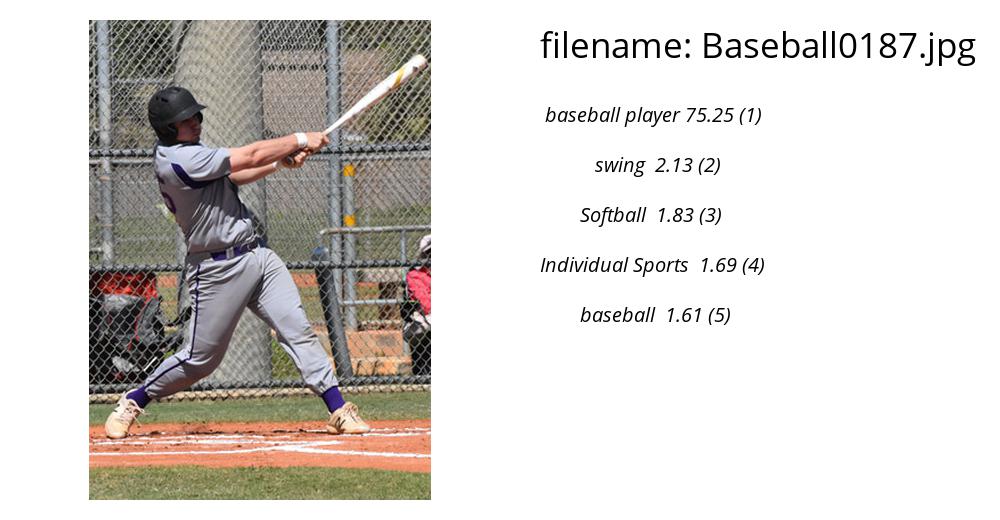 filename: Baseball0187.jpg
baseball player 75.25 (1)
swing 2.13 (2)
Softball 1.83 (3)
Individual Sports 1.69 (4)
baseball 1.61 (5)